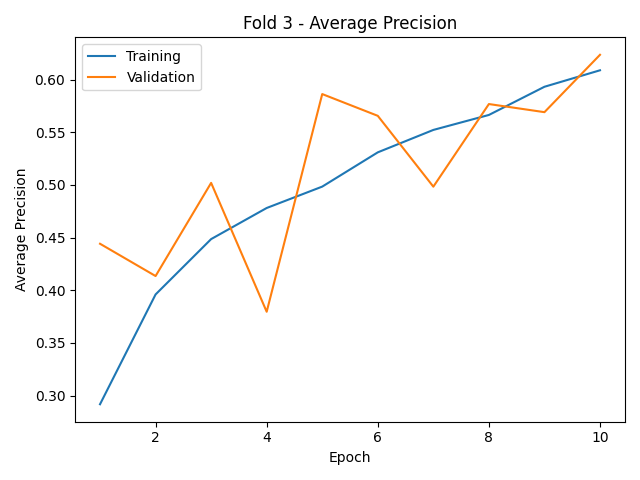 Fold 3 - Average Precision
Training
Validation
0.60
0.55
0.50
0.45
0.40
0.35
0.30
Average Precision
2 4 6 8 10
Epoch